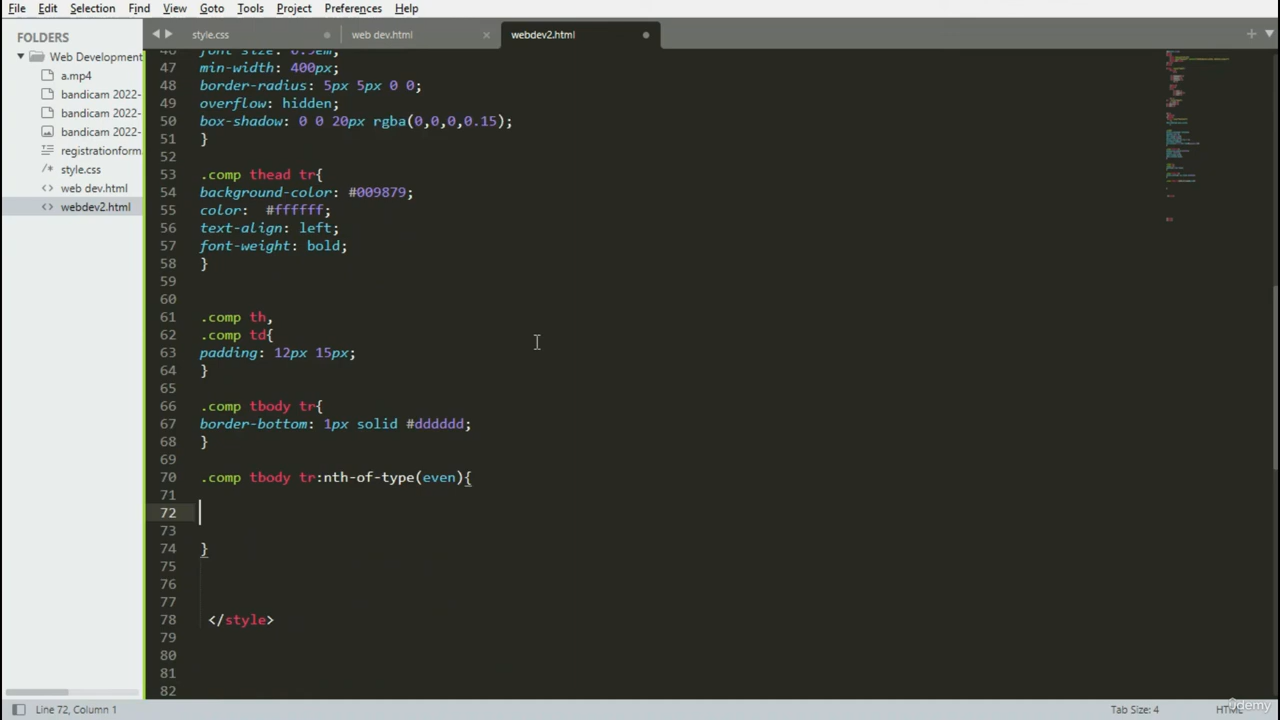 File Edit Selection Find View Goto Tools Project Preferences Help
FOLDERS
Web Development
a.mp4
bandicam 2022-
bandicam 2022-
bandicam 2022-
registrationform
style.css
web dev.html
webdev2.html
style.css
web dev.html
webdev2.html
46 font-size: 0.9em;
47 min-width: 400px;
48 border-radius: 5px 5px 0 0;
49 overflow: hidden;
50 box-shadow: 0 0 20px rgba(0,0,0,0.15);
51 }
52
53 .comp thead tr{
54 background-color: #009879;
55 color:  #ffffff;
56 text-align: left;
57 font-weight: bold;
58 }
59
60
61 .comp th,
62 .comp td{
63 padding: 12px 15px;
64 }
65
66 .comp tbody tr{
67 border-bottom: 1px solid #dddddd;
68 }
69
70 .comp tbody tr:nth-of-type(even){
71
72
73
74 }
75
76
77
78 </style>
79
80
81
82
Line 72, Column 1
Tab Size: 4
HTML
Udemy